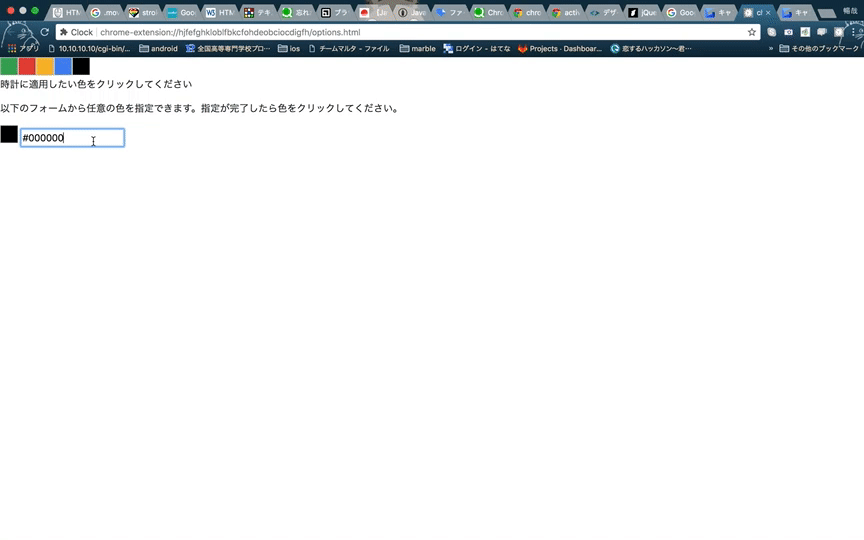 HTM
.mov
stro
Goo
HTM
テキ
忘れ
ブラ
Java
ファ
Chr
chro
acti
デザ
jQue
Goo
キャ
cl
キャ
暢哉
Clock
chrome-extension://hjfefghkloblfbkcfohdeobciocdigfh/options.html
アプリ
10.10.10.10/cgi-bin/...
android
全国高等専門学校プロ…
ios
チームマルタ - ファイル
marble
ログイン - はてな
Projects · Dashboar...
恋するハッカソン〜君…
»
その他のブックマーク
時計に適用したい色をクリックしてください
以下のフォームから任意の色を指定できます。指定が完了したら色をクリックしてください。
#000000